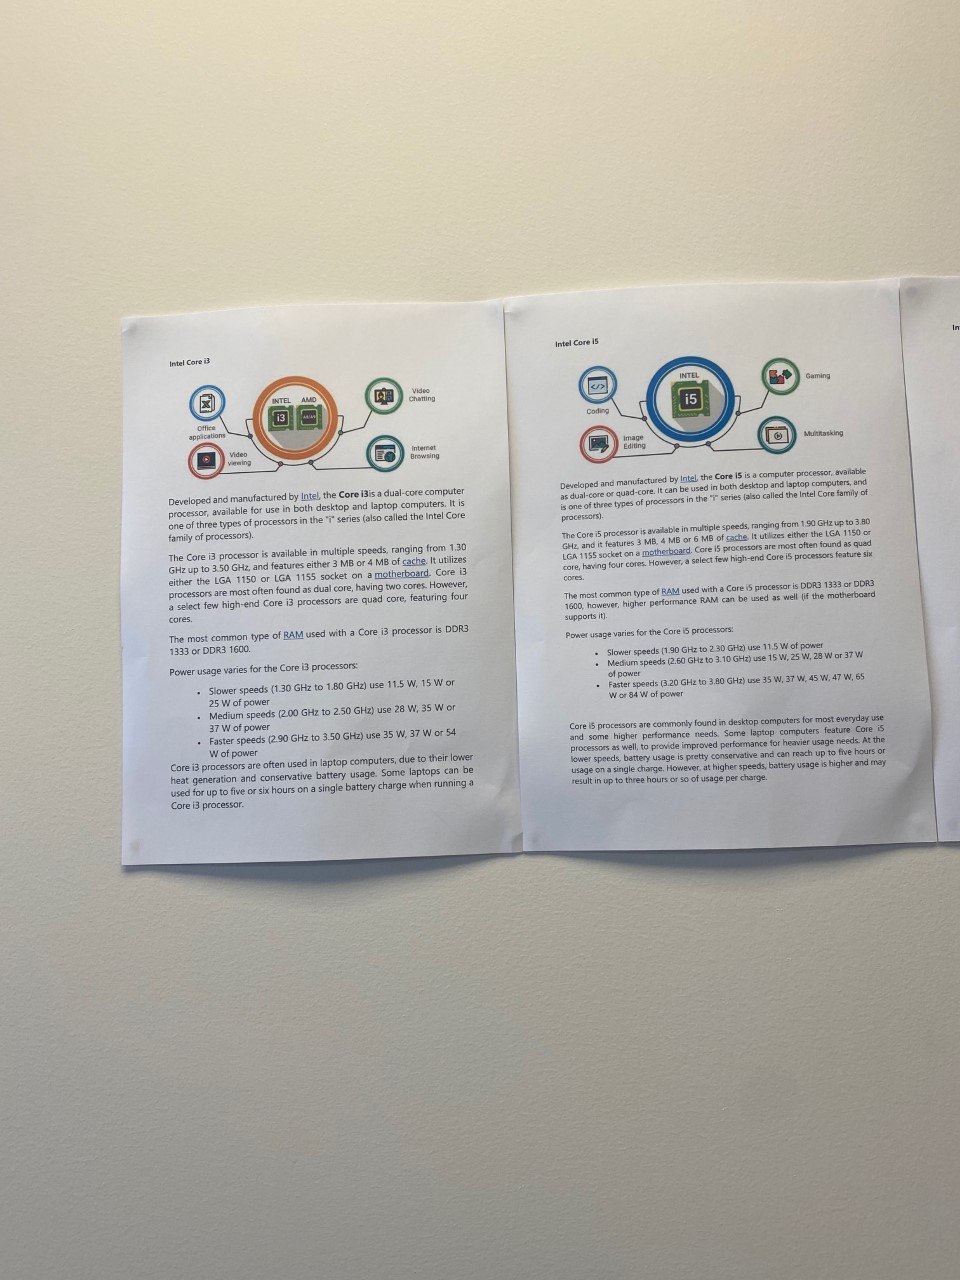 Intel Core i3
INTEL AMD
i3
Office
applications
Video
viewing
Video
Chatting
Internet
Browsing
Developed and manufactured by Intel, the Core i3is a dual-core computer
processor, available for use in both desktop and laptop computers. It is
one of three types of processors in the "i" series (also called the Intel Core
family of processors).
The Core i3 processor is available in multiple speeds, ranging from 1.30
GHz up to 3.50 GHz, and features either 3 MB or 4 MB of cache. It utilizes
either the LGA 1150 or LGA 1155 socket on a motherboard. Core i3
processors are most often found as dual core, having two cores. However,
a select few high-end Core i3 processors are quad core, featuring four
cores.
The most common type of RAM used with a Core i3 processor is DDR3
1333 or DDR3 1600.
Power usage varies for the Core i3 processors:
• Slower speeds (1.30 GHz to 1.80 GHz) use 11.5 W, 15 W or
25 W of power
• Medium speeds (2.00 GHz to 2.50 GHz) use 28 W, 35 W or
37 W of power
• Faster speeds (2.90 GHz to 3.50 GHz) use 35 W, 37 W or 54
W of power
Core i3 processors are often used in laptop computers, due to their lower
heat generation and conservative battery usage. Some laptops can be
used for up to five or six hours on a single battery charge when running a
Core i3 processor.
Intel Core i5
INTEL
i5
</>
Coding
Image
Editing
Gaming
Multitasking
Developed and manufactured by Intel, the Core i5 is a computer processor, available
as dual-core or quad-core. It can be used in both desktop and laptop computers, and
is one of three types of processors in the "i" series (also called the Intel Core family of
processors).
The Core i5 processor is available in multiple speeds, ranging from 1.90 GHz up to 3.80
GHz, and it features 3 MB, 4 MB or 6 MB of cache. It utilizes either the LGA 1150 or
LGA 1155 socket on a motherboard. Core i5 processors are most often found as quad
core, having four cores. However, a select few high-end Core i5 processors feature six
cores.
The most common type of RAM used with a Core i5 processor is DDR3 1333 or DDR3
1600, however, higher performance RAM can be used as well (if the motherboard
supports it).
Power usage varies for the Core i5 processors:
• Slower speeds (1.90 GHz to 2.30 GHz) use 11.5 W of power
• Medium speeds (2.60 GHz to 3.10 GHz) use 15 W, 25 W, 28 W or 37 W
of power
• Faster speeds (3.20 GHz to 3.80 GHz) use 35 W, 37 W, 45 W, 47 W, 65
W or 84 W of power
Core i5 processors are commonly found in desktop computers for most everyday use
and some higher performance needs. Some laptop computers feature Core i5
processors as well, to provide improved performance for heavier usage needs. At the
lower speeds, battery usage is pretty conservative and can reach up to five hours or
usage on a single charge. However, at higher speeds, battery usage is higher and may
result in up to three hours or so of usage per charge.
In